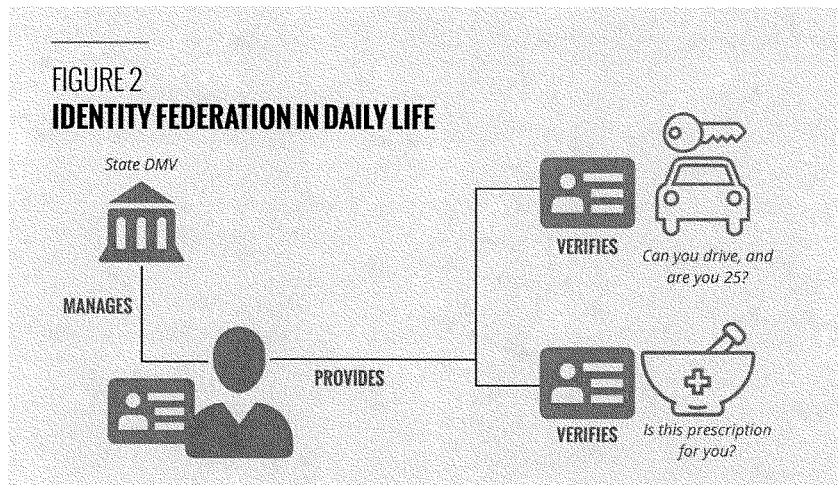 FIGURE 2
IDENTITY FEDERATION IN DAILY LIFE
State DMV
MANAGES
PROVIDES
VERIFIES
Can you drive, and
are you 25?
VERIFIES
Is this prescription
for you?